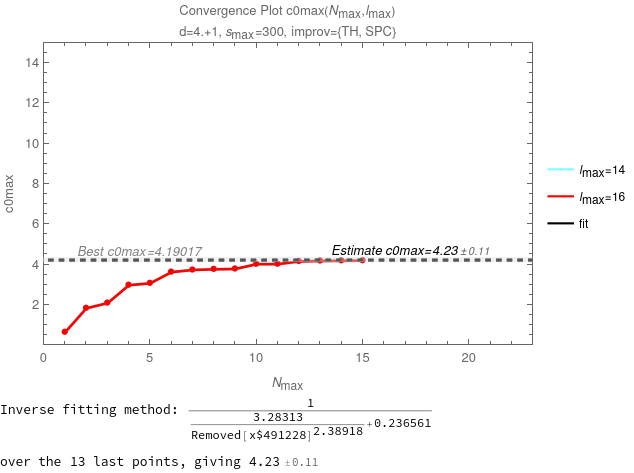 Convergence Plot c0max(Nmax,lmax)
d=4.+1, smax=300, improv={TH, SPC}
14
12
10
8
6
4
2
c0max
Best c0max=4.19017
Estimate c0max=4.23 ±0.11
lmax=14
lmax=16
fit
0 5 10 15 20
Nmax
Inverse fitting method:
1
3.28313
Removed[x$491228]2.38918
+0.236561
over the 13 last points, giving 4.23 ±0.11